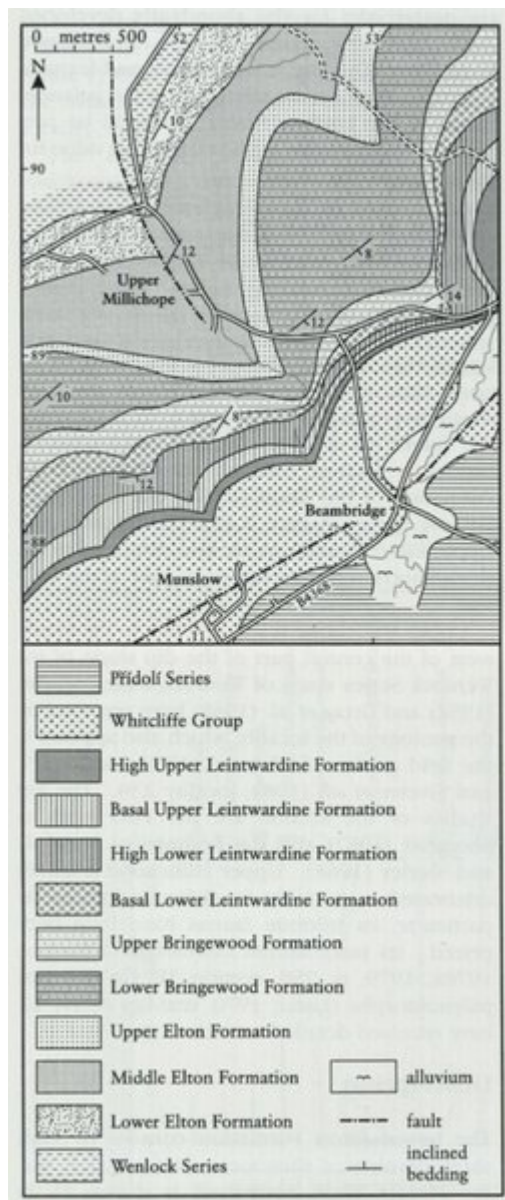 0 metres 500
52
53
N
10
90
12
8
Upper
Millichope
14
12
89
10
8
12
Beambridge
88
Munslow
B4368
11
Přídolí Series
Whitcliffe Group
High Upper Leintwardine Formation
Basal Upper Leintwardine Formation
High Lower Leintwardine Formation
Basal Lower Leintwardine Formation
Upper Bringewood Formation
Lower Bringewood Formation
Upper Elton Formation
Middle Elton Formation
alluvium
Lower Elton Formation
fault
Wenlock Series
inclined
bedding